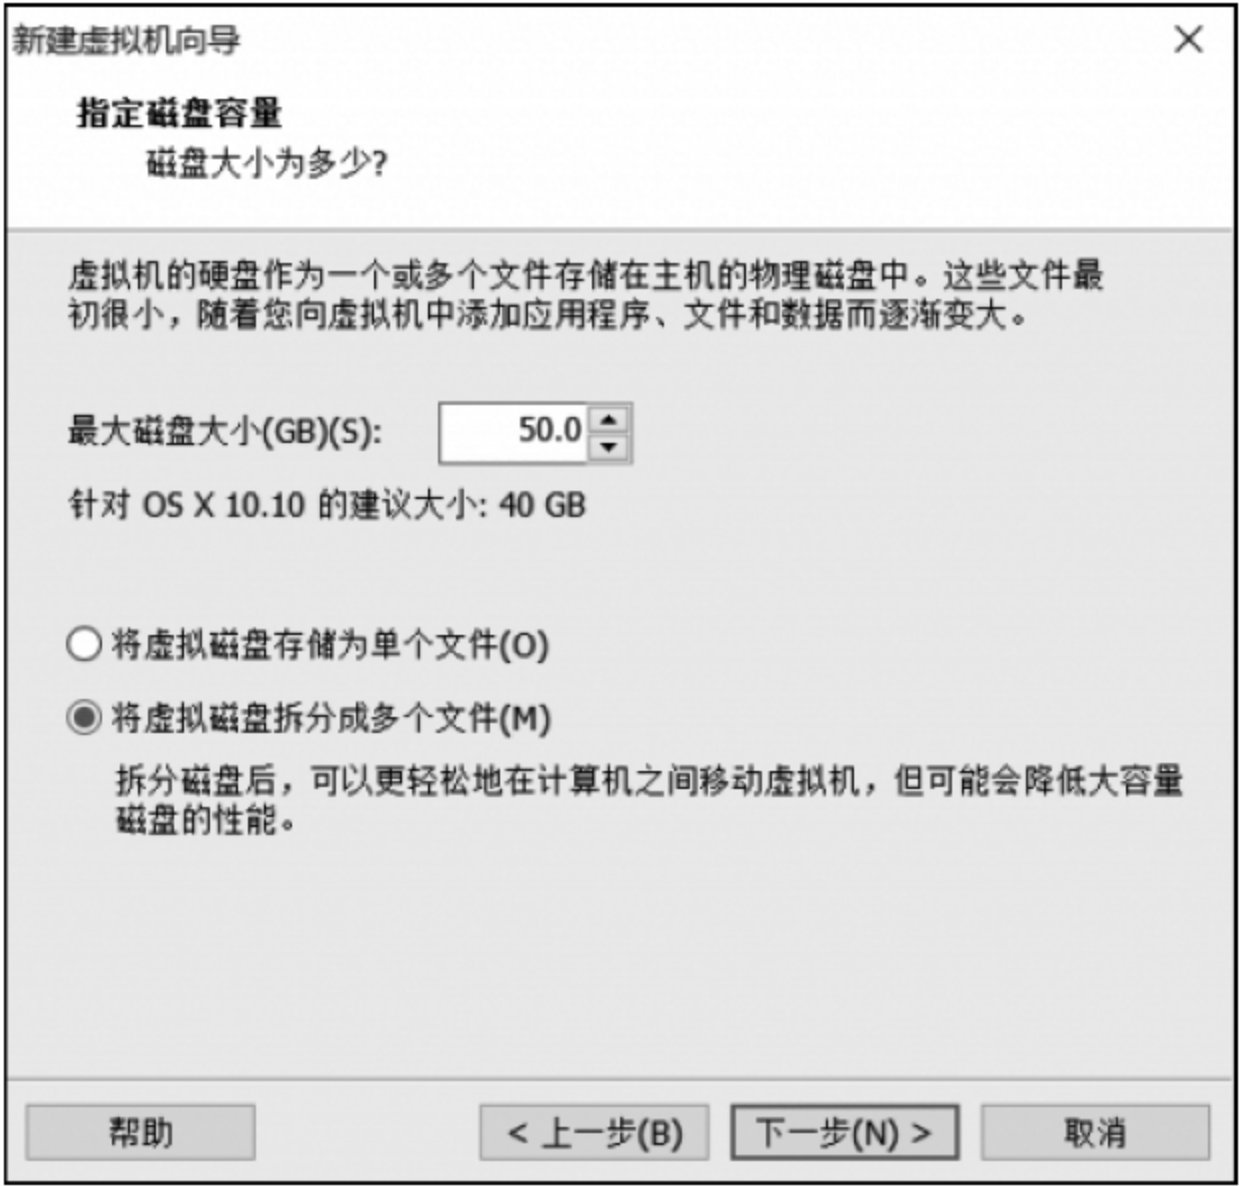 新建虚拟机向导
指定磁盘容量
磁盘大小为多少?
虚拟机的硬盘作为一个或多个文件存储在主机的物理磁盘中。这些文件最
初很小，随着您向虚拟机中添加应用程序、文件和数据而逐渐变大。
最大磁盘大小(GB)(S): 50.0
针对 OS X 10.10 的建议大小: 40 GB
将虚拟磁盘存储为单个文件(O)
将虚拟磁盘拆分成多个文件(M)
拆分磁盘后，可以更轻松地在计算机之间移动虚拟机，但可能会降低大容量
磁盘的性能。
帮助 < 上一步(B) 下一步(N) > 取消